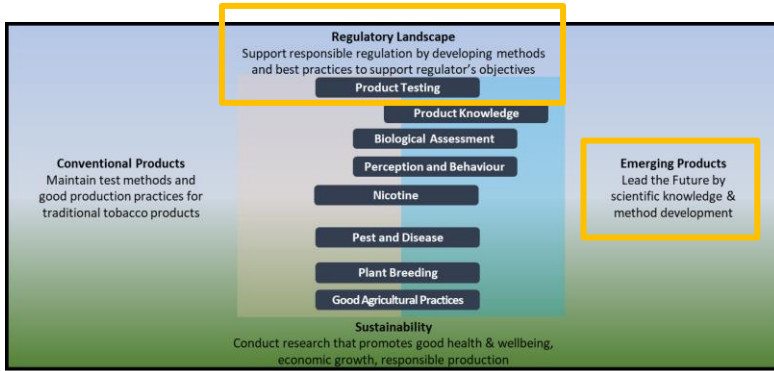 Regulatory Landscape
Support responsible regulation by developing methods
and best practices to support regulator's objectives
Product Testing
Product Knowledge
Biological Assessment
Perception and Behaviour
Nicotine
Pest and Disease
Plant Breeding
Good Agricultural Practices
Conventional Products
Maintain test methods and
good production practices for
traditional tobacco products
Emerging Products
Lead the Future by
scientific knowledge &
method development
Sustainability
Conduct research that promotes good health & wellbeing,
economic growth, responsible production